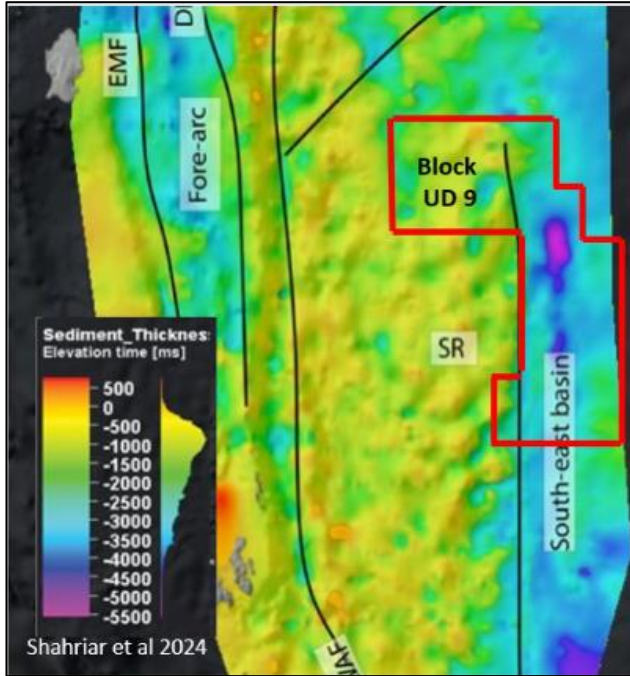 EMF
DI
Fore-arc
Block
UD 9
SR
South-east basin
Sediment_Thicknes
Elevation time [ms]
500
0
-500
-1000
-1500
-2000
-2500
-3000
-3500
-4000
-4500
-5000
-5500
Shahriar et al 2024